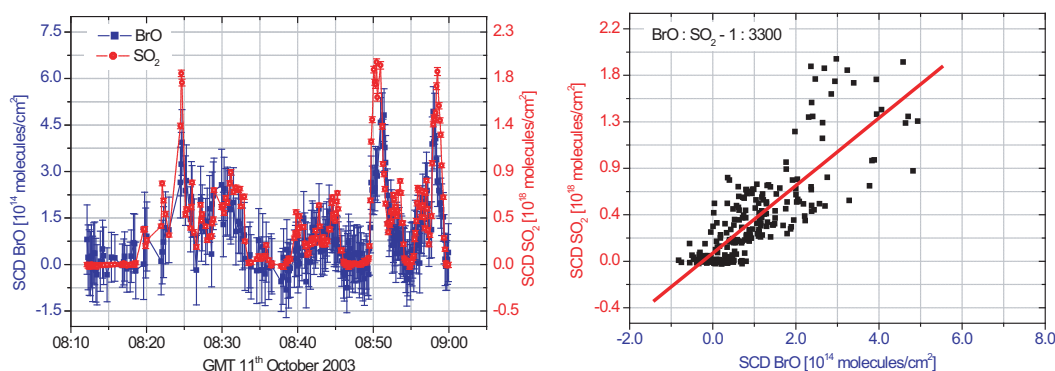 BrO
SO2
7.5
6.0
4.5
3.0
1.5
0.0
-1.5
SCD BrO [10^14 molecules/cm^2]
2.3
1.8
1.4
0.9
0.5
0.0
-0.5
SCD SO2 [10^18 molecules/cm^2]
08:10 08:20 08:30 08:40 08:50 09:00
GMT 11th October 2003
BrO : SO2 - 1 : 3300
2.2
1.8
1.3
0.9
0.4
0.0
-0.4
SCD SO2 [10^18 molecules/cm^2]
-2.0 0.0 2.0 4.0 6.0 8.0
SCD BrO [10^14 molecules/cm^2]